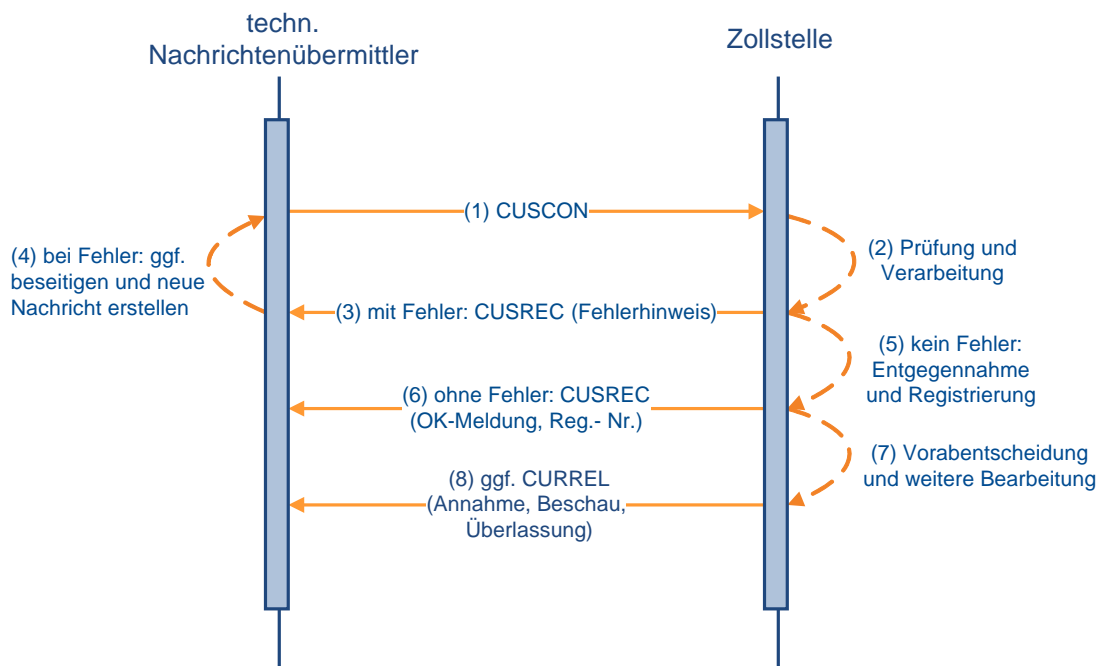 techn.
Nachrichtenübermittler
Zollstelle
(1) CUSCON
(2) Prüfung und
Verarbeitung
(3) mit Fehler: CUSREC (Fehlerhinweis)
(4) bei Fehler: ggf.
beseitigen und neue
Nachricht erstellen
(5) kein Fehler:
Entgegennahme
und Registrierung
(6) ohne Fehler: CUSREC
(OK-Meldung, Reg.- Nr.)
(7) Vorabentscheidung
und weitere Bearbeitung
(8) ggf. CURREL
(Annahme, Beschau,
Überlassung)